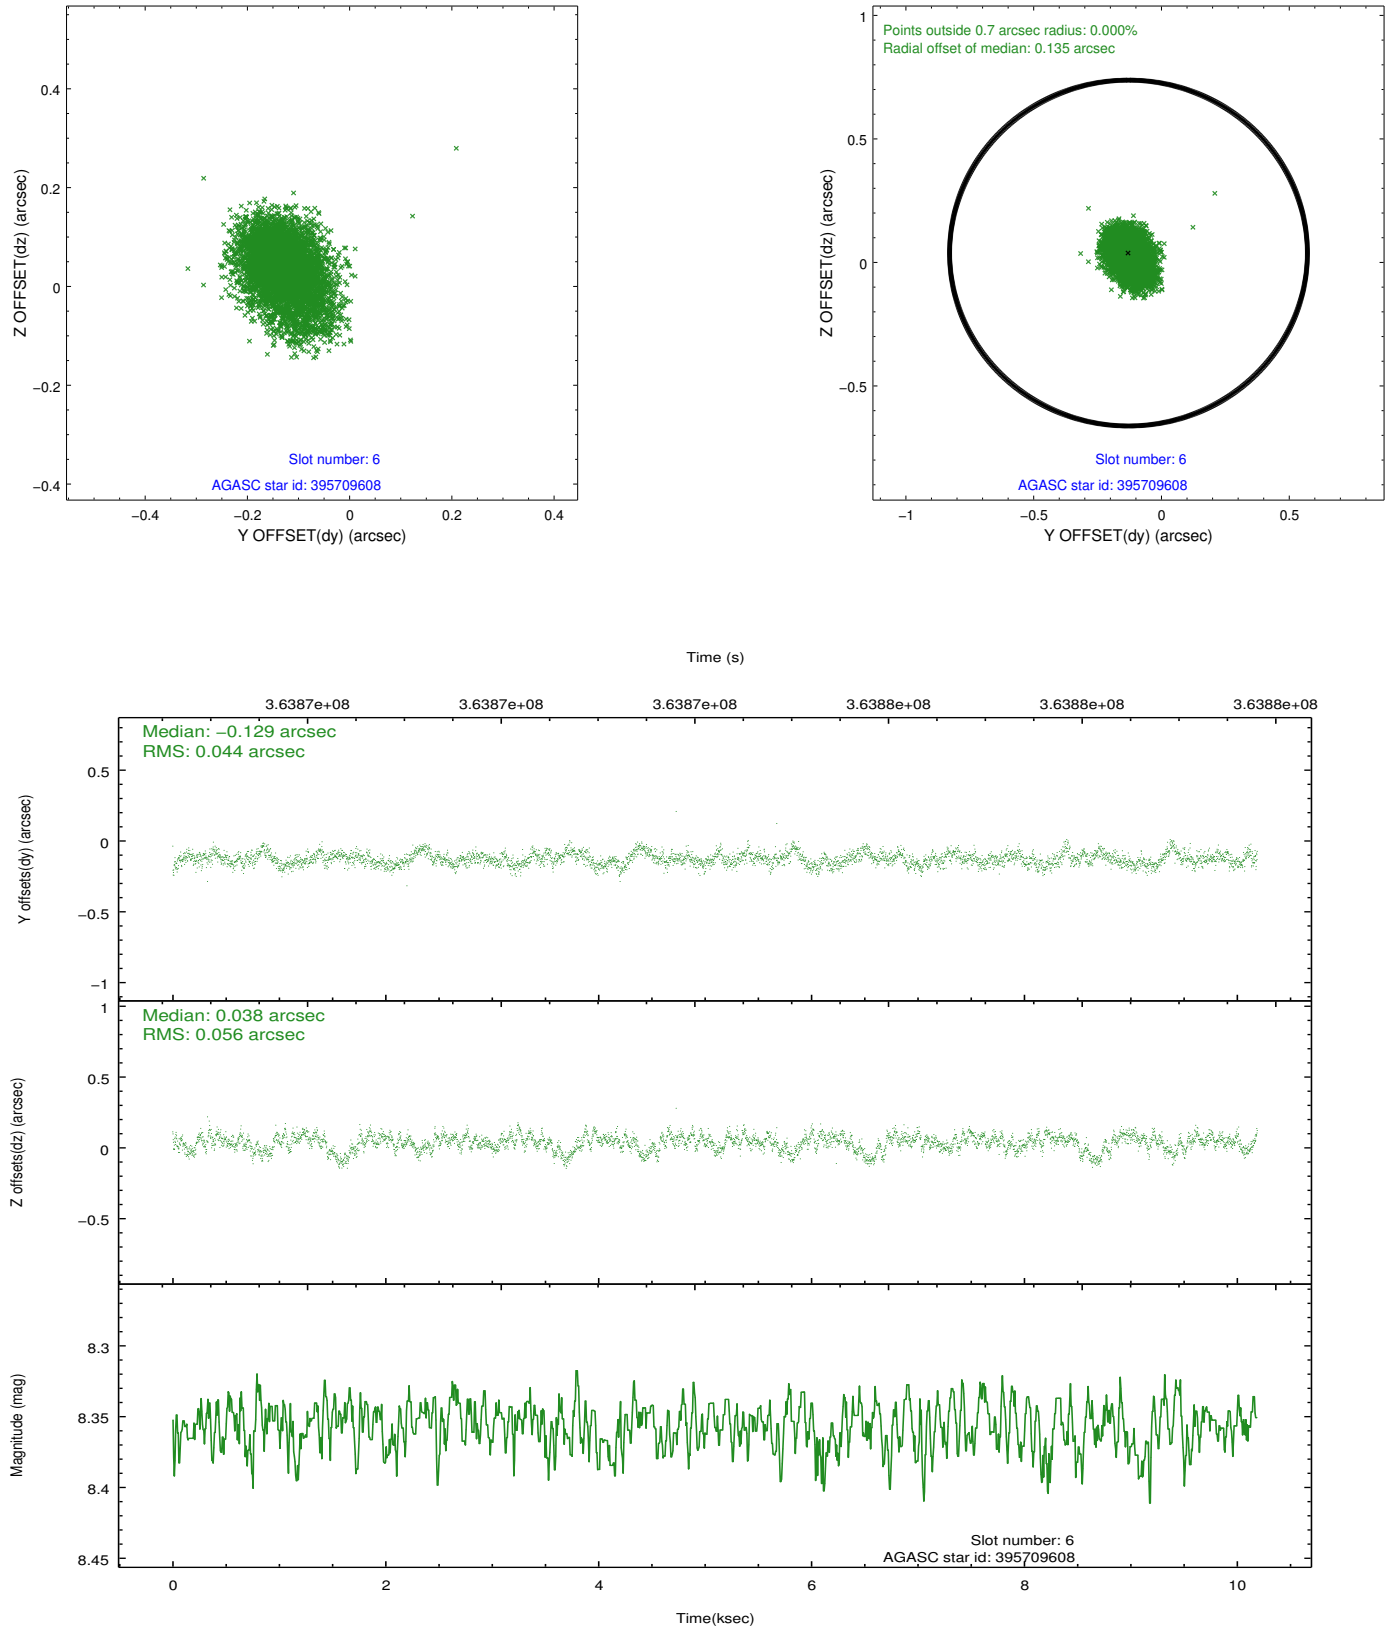 Z OFFSET(dz) (arcsec)
0.4
0.2
0
−0.2
−0.4
Slot number: 6
AGASC star id: 395709608
−0.4
−0.2
0
0.2
0.4
Y OFFSET(dy) (arcsec)
Points outside 0.7 arcsec radius: 0.000%
Radial offset of median: 0.135 arcsec
Z OFFSET(dz) (arcsec)
1
0.5
0
−0.5
Slot number: 6
AGASC star id: 395709608
−1
−0.5
0
0.5
Y OFFSET(dy) (arcsec)
Time (s)
3.6387e+08
3.6387e+08
3.6387e+08
3.6388e+08
3.6388e+08
3.6388e+08
Median: −0.129 arcsec
RMS: 0.044 arcsec
Y offsets(dy) (arcsec)
0.5
0
−0.5
−1
Median: 0.038 arcsec
RMS: 0.056 arcsec
Z offsets(dz) (arcsec)
1
0.5
0
−0.5
Magnitude (mag)
8.3
8.35
8.4
8.45
Slot number: 6
AGASC star id: 395709608
0
2
4
6
8
10
Time(ksec)